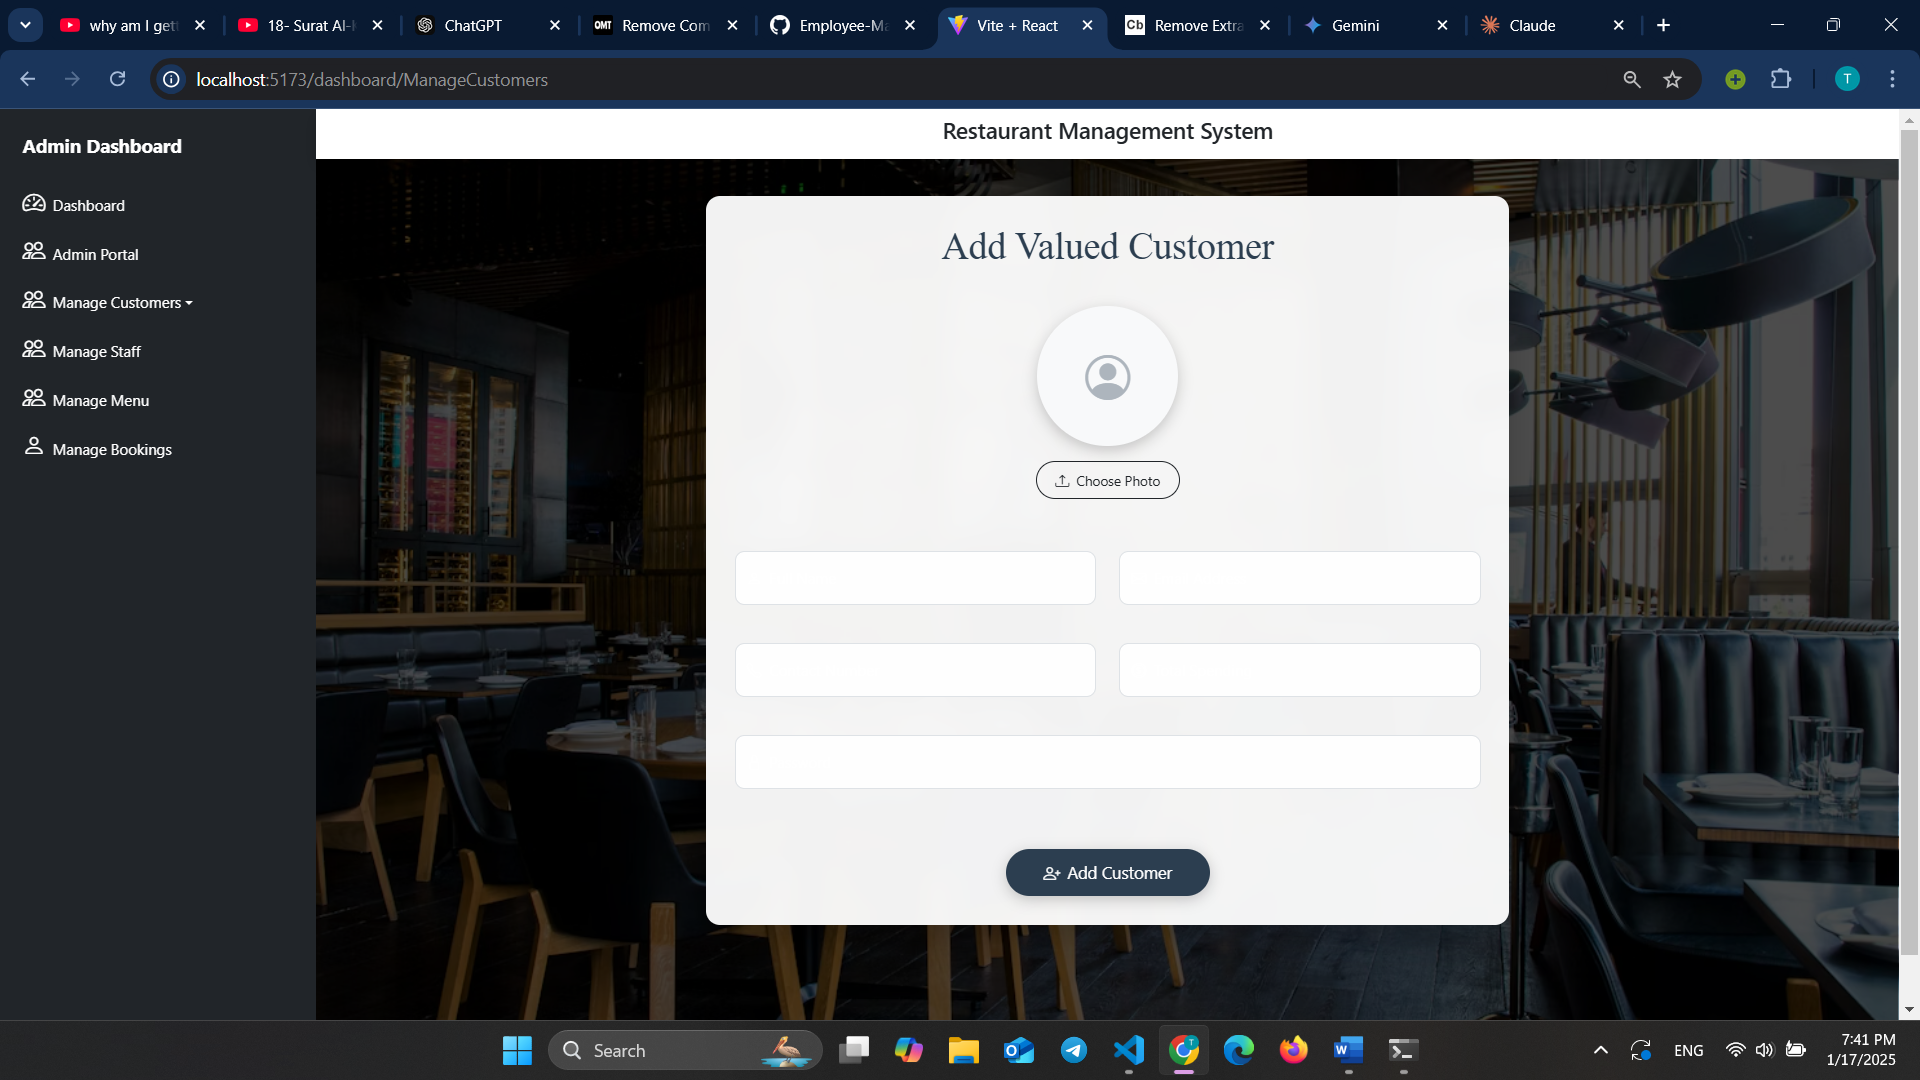 why am I gett
18- Surat Al-K
ChatGPT
OMT
Remove Com
Employee-Ma
Vite + React
Cb
Remove Extra
Gemini
Claude
localhost:5173/dashboard/ManageCustomers
T
Admin Dashboard
Dashboard
Admin Portal
Manage Customers
Manage Staff
Manage Menu
Manage Bookings
Restaurant Management System
Add Valued Customer
Choose Photo
Add Customer
Search
ENG
7:41 PM
1/17/2025